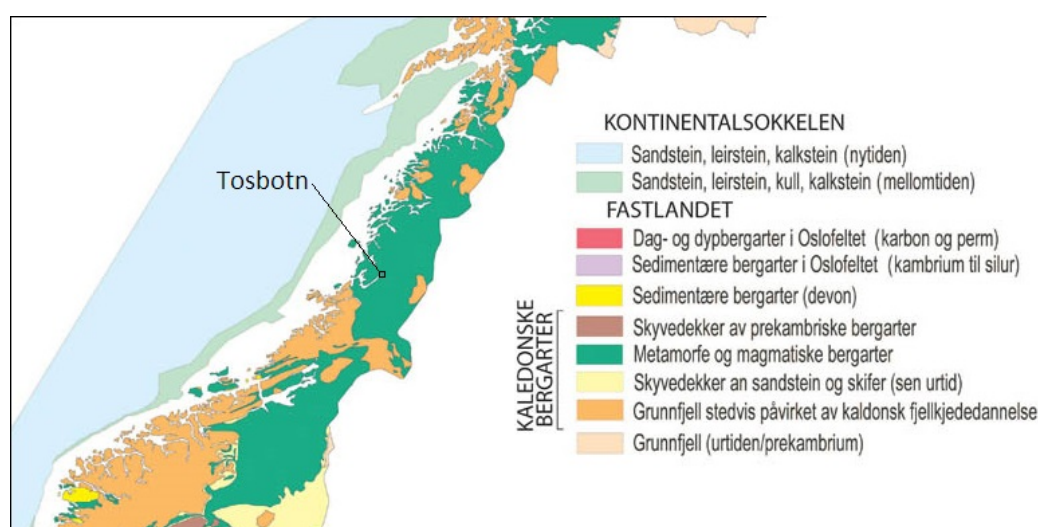 Tosbotn
KONTINENTALSOKKELEN
Sandstein, leirstein, kalkstein (nytiden)
Sandstein, leirstein, kull, kalkstein (mellomtiden)
FASTLANDET
Dag- og dypbergarter i Oslofeltet (karbon og perm)
Sedimentære bergarter i Oslofeltet (kambrium til silur)
Sedimentære bergarter (devon)
KALEDONSKE
BERGARTER
Skyvedekker av prekambriske bergarter
Metamorfe og magmatiske bergarter
Skyvedekker an sandstein og skifer (sen urtid)
Grunnfjell stedvis påvirket av kaldonsk fjellkjededannelse
Grunnfjell (urtiden/prekambrium)